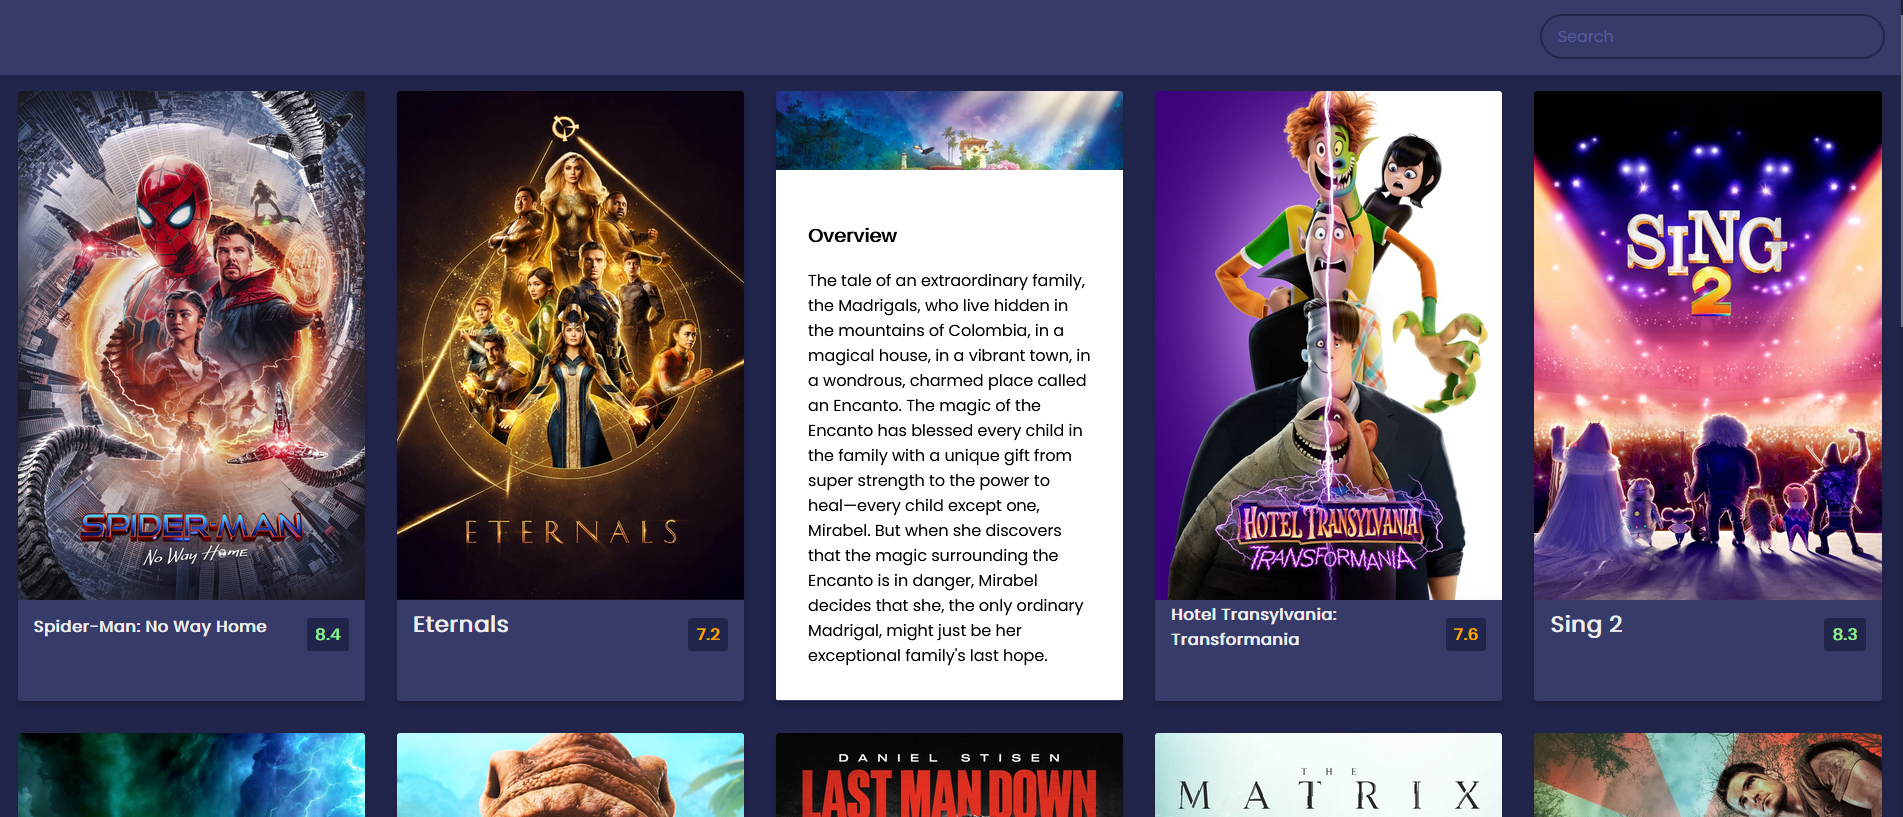 Search
SPIDER-MAN
NO WAY HOME
Spider-Man: No Way Home
8.4
ETERNALS
Eternals
7.2
Overview
The tale of an extraordinary family,
the Madrigals, who live hidden in
the mountains of Colombia, in a
magical house, in a vibrant town, in
a wondrous, charmed place called
an Encanto. The magic of the
Encanto has blessed every child in
the family with a unique gift from
super strength to the power to
heal—every child except one,
Mirabel. But when she discovers
that the magic surrounding the
Encanto is in danger, Mirabel
decides that she, the only ordinary
Madrigal, might just be her
exceptional family's last hope.
HOTEL TRANSYLVANIA
TRANSFORMANIA
Hotel Transylvania:
Transformania
7.6
SING
2
Sing 2
8.3
DANIEL STISEN
LAST MAN DOWN
THE
MATRIX